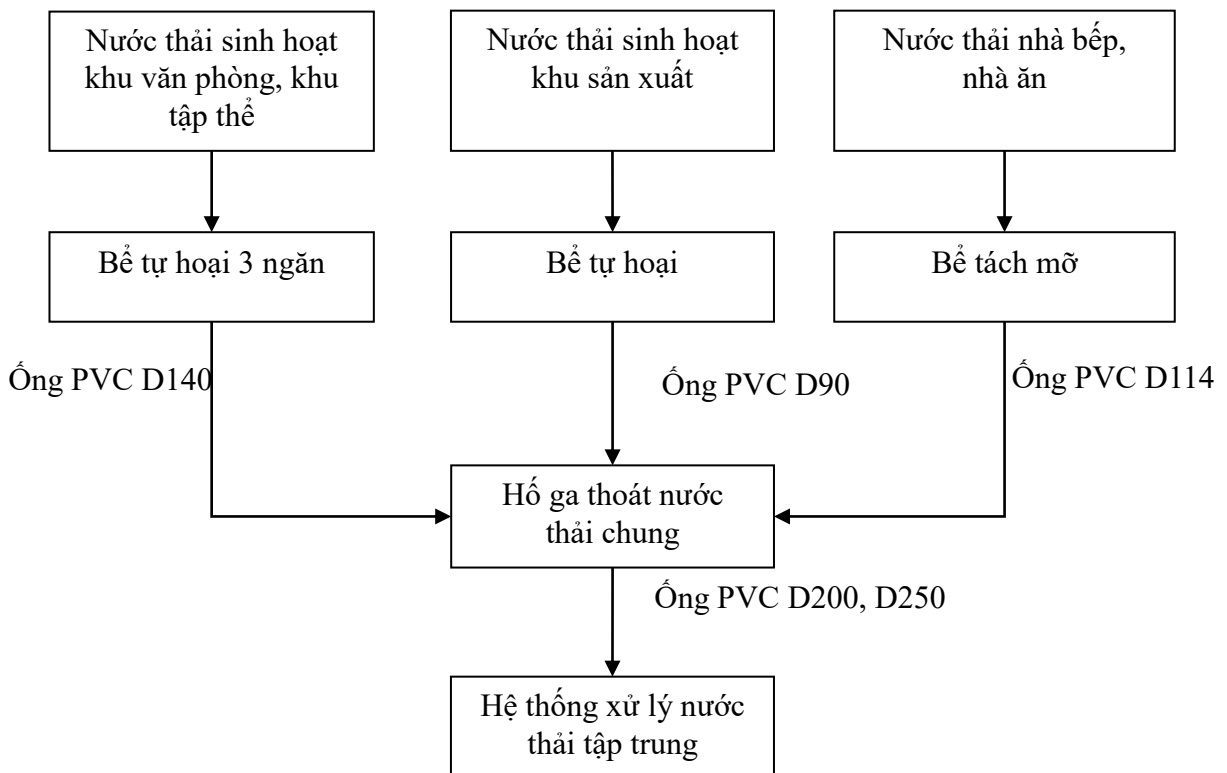 Nước thải sinh hoạt
khu văn phòng, khu
tập thể
Nước thải sinh hoạt
khu sản xuất
Nước thải nhà bếp,
nhà ăn
Bể tự hoại 3 ngăn
Bể tự hoại
Bể tách mỡ
Ống PVC D140
Ống PVC D90
Ống PVC D114
Hố ga thoát nước
thải chung
Ống PVC D200, D250
Hệ thống xử lý nước
thải tập trung